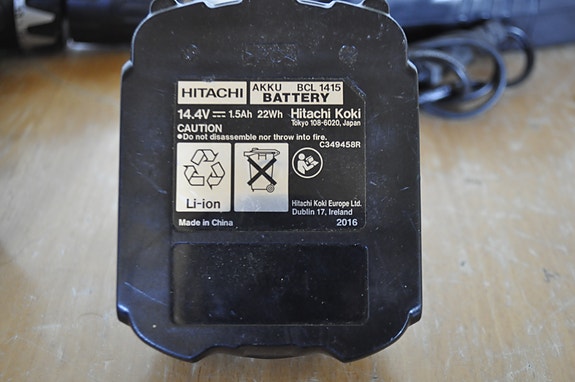 HITACHI
AKKU BCL 1415
BATTERY
14.4V 1.5Ah 22Wh Hitachi Koki
Tokyo 108-6020, Japan
CAUTION
●Do not disassemble nor throw into fire.
C349458R
Li-ion
Hitachi Koki Europe Ltd.
Dublin 17, Ireland
Made in China
2016